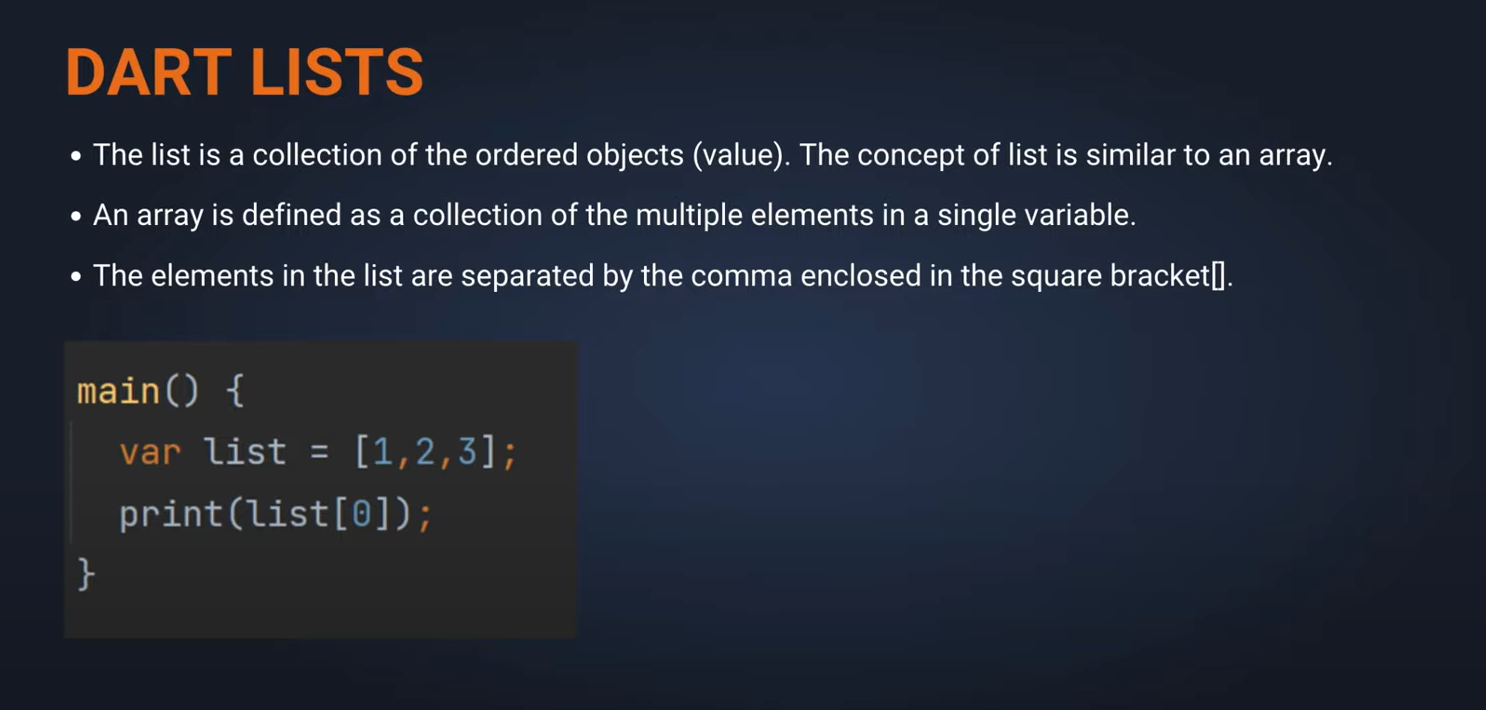 DART LISTS
• The list is a collection of the ordered objects (value). The concept of list is similar to an array.
• An array is defined as a collection of the multiple elements in a single variable.
• The elements in the list are separated by the comma enclosed in the square bracket[].
main() {
  var list = [1,2,3];
  print(list[0]);
}